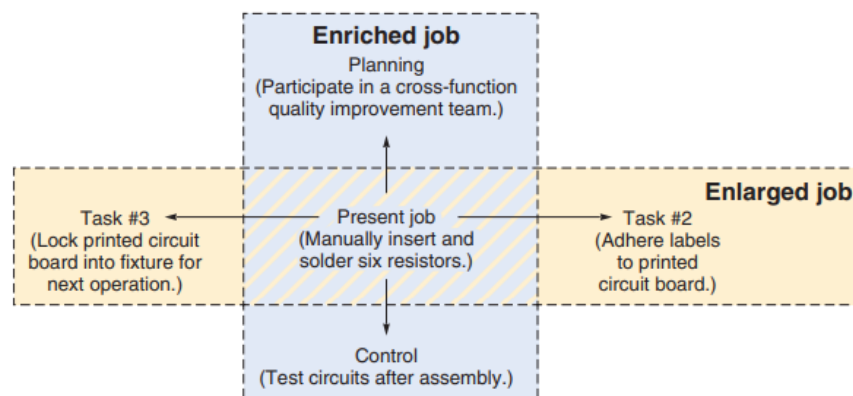 Enriched job
Planning
(Participate in a cross-function
quality improvement team.)
Enlarged job
Task #3
(Lock printed circuit
board into fixture for
next operation.)
Present job
(Manually insert and
solder six resistors.)
Task #2
(Adhere labels
to printed
circuit board.)
Control
(Test circuits after assembly.)